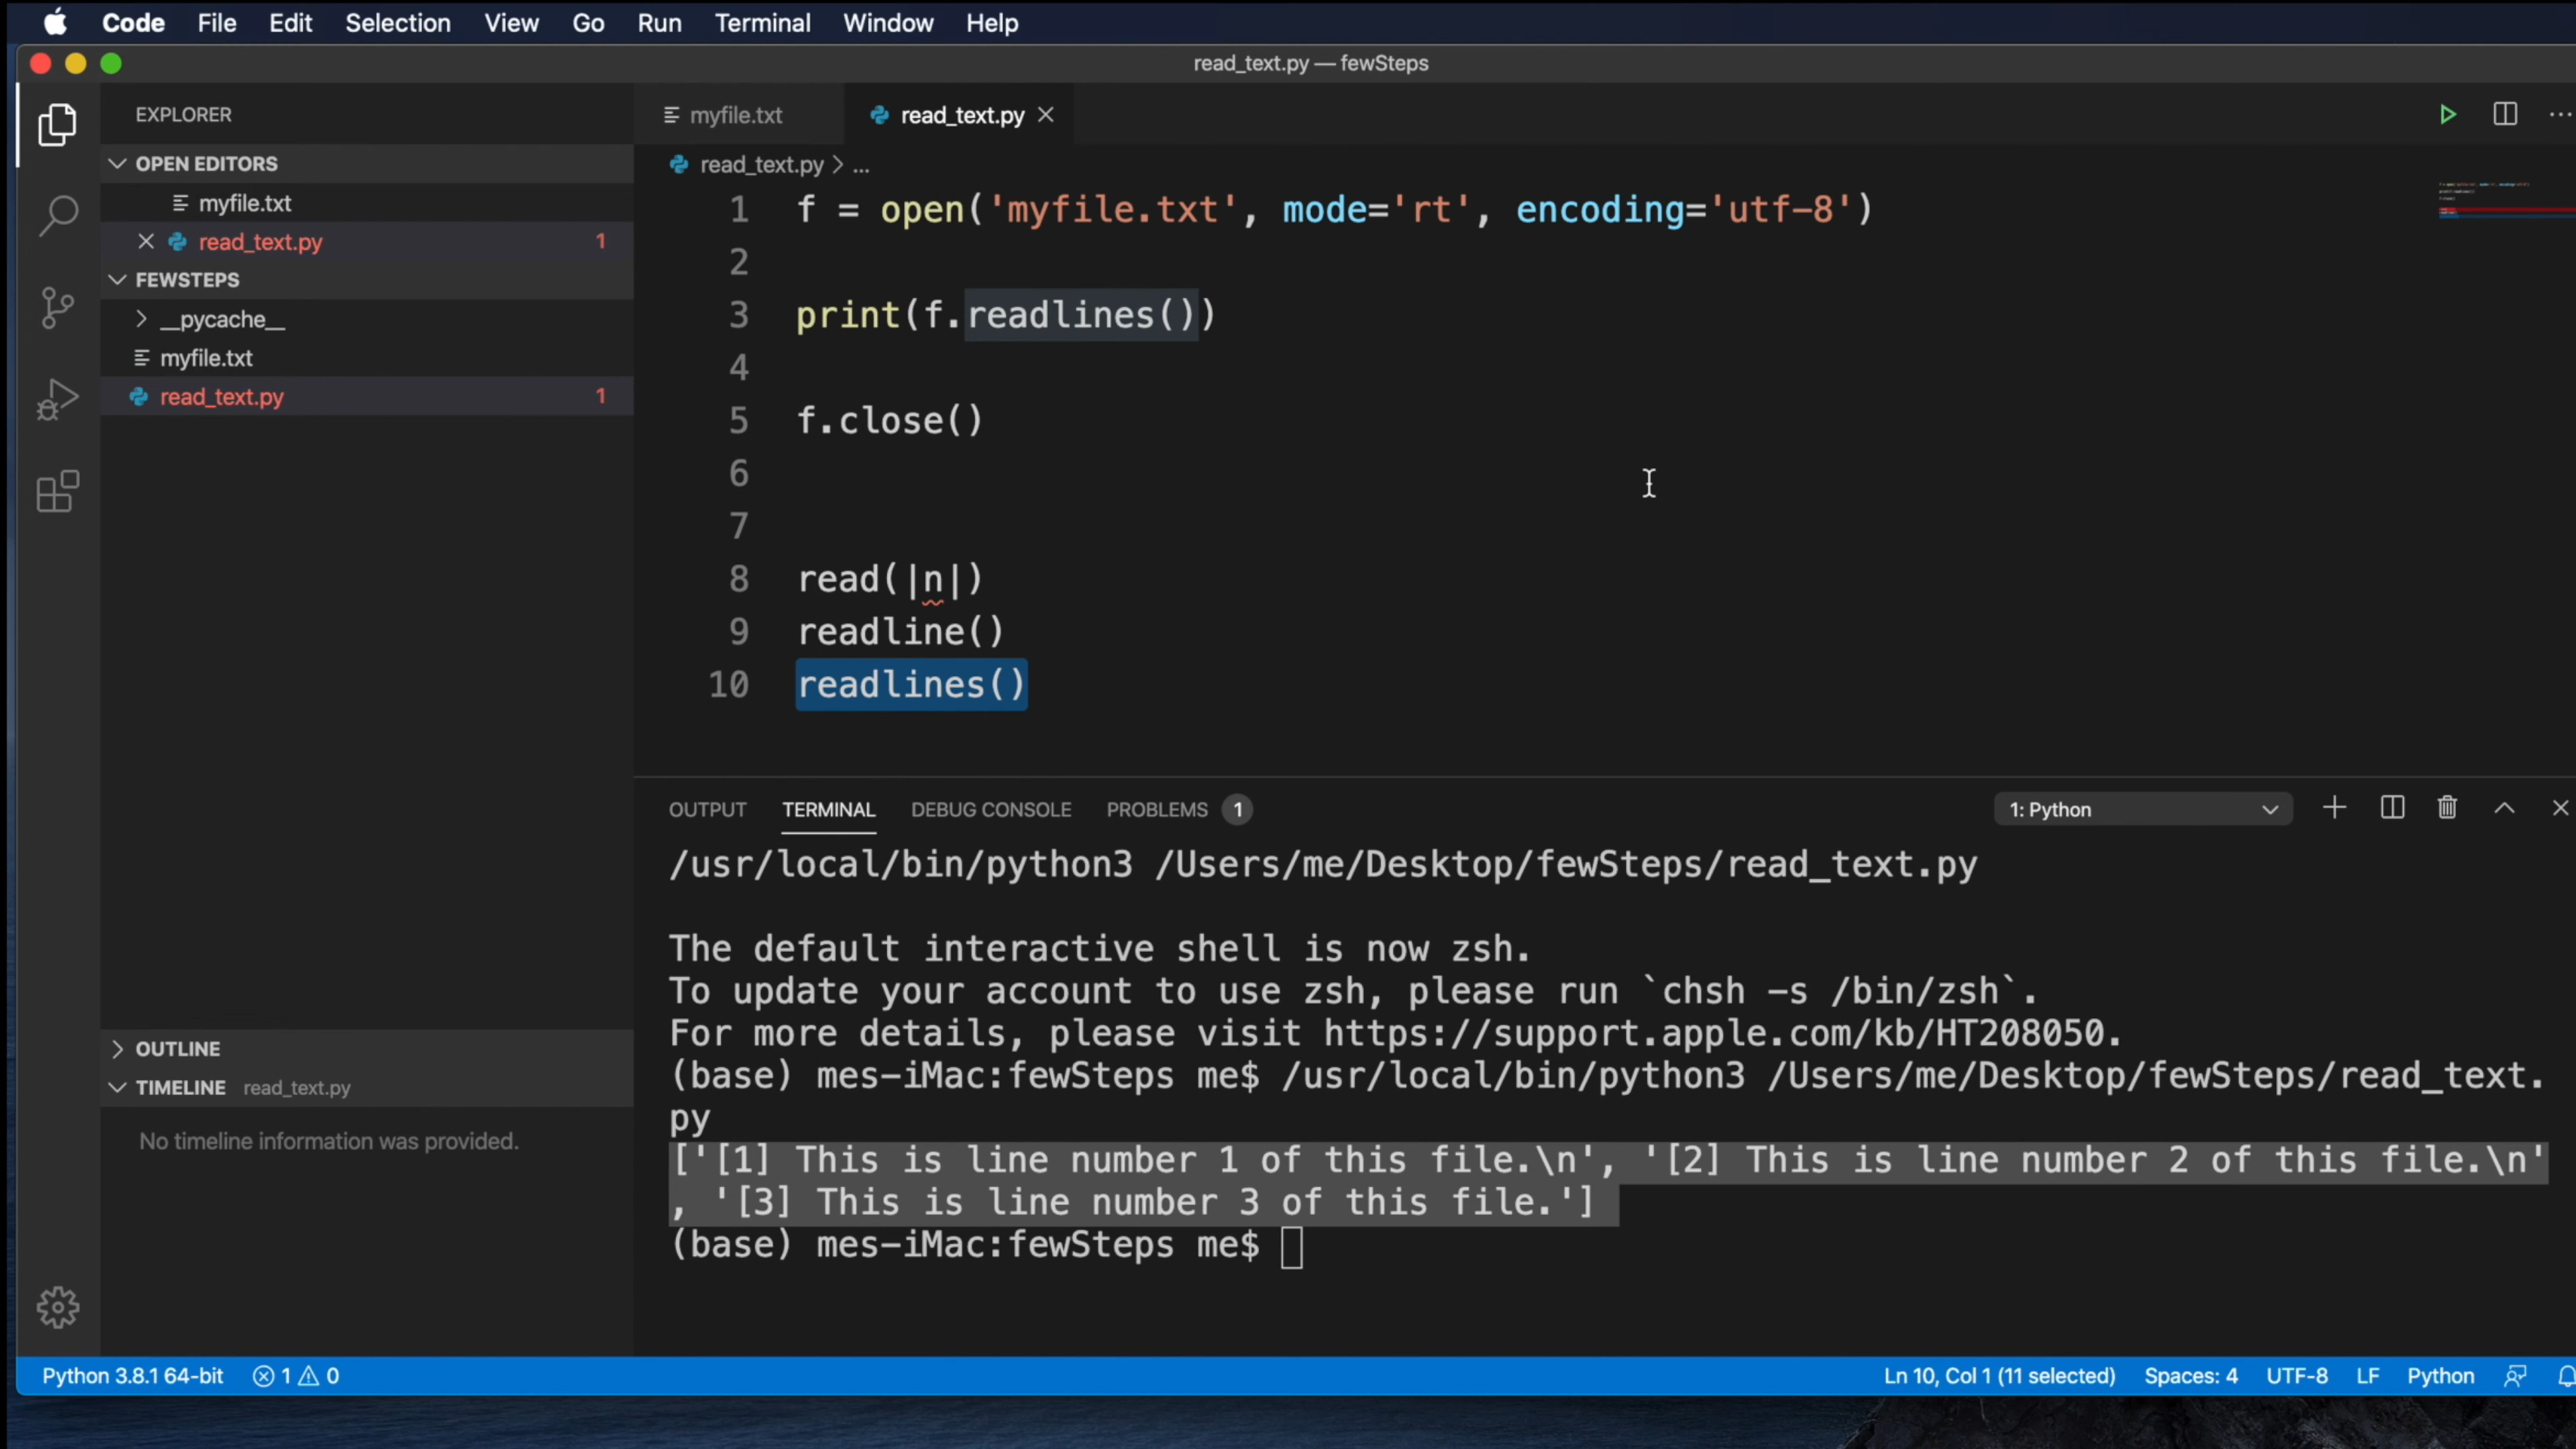 Code File Edit Selection View Go Run Terminal Window Help
read_text.py — fewSteps
EXPLORER
OPEN EDITORS
myfile.txt
read_text.py 1
FEWSTEPS
__pycache__
myfile.txt
read_text.py 1
OUTLINE
TIMELINE read_text.py
No timeline information was provided.
myfile.txt read_text.py
read_text.py > ...
1 f = open('myfile.txt', mode='rt', encoding='utf-8')
2
3 print(f.readlines())
4
5 f.close()
6
7
8 read(|n|)
9 readline()
10 readlines()
OUTPUT TERMINAL DEBUG CONSOLE PROBLEMS 1 1: Python
/usr/local/bin/python3 /Users/me/Desktop/fewSteps/read_text.py
The default interactive shell is now zsh.
To update your account to use zsh, please run `chsh -s /bin/zsh`.
For more details, please visit https://support.apple.com/kb/HT208050.
(base) mes-iMac:fewSteps me$ /usr/local/bin/python3 /Users/me/Desktop/fewSteps/read_text.
py
['[1] This is line number 1 of this file.\n', '[2] This is line number 2 of this file.\n'
, '[3] This is line number 3 of this file.']
(base) mes-iMac:fewSteps me$
Python 3.8.1 64-bit 1 0 Ln 10, Col 1 (11 selected) Spaces: 4 UTF-8 LF Python